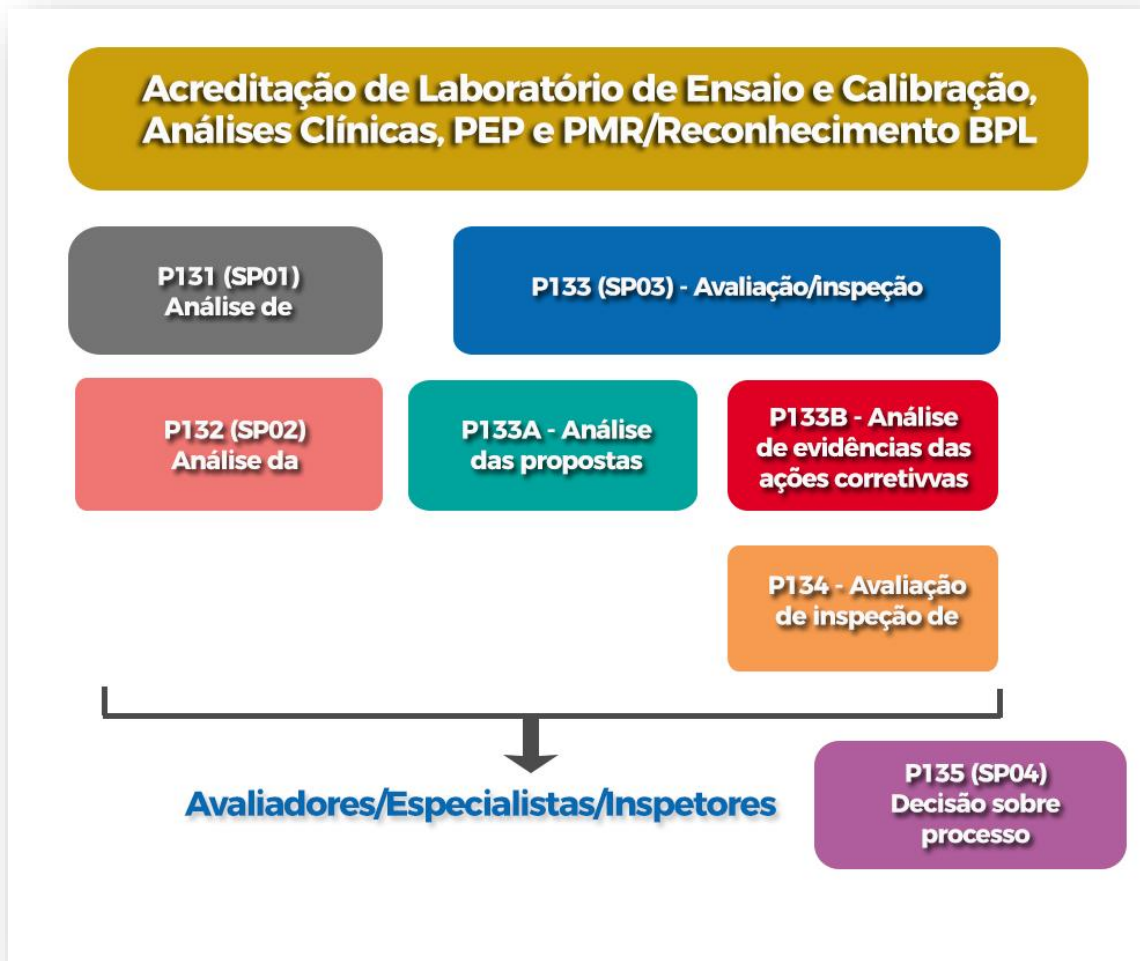 Acreditação de Laboratório de Ensaio e Calibração,
Análises Clínicas, PEP e PMR/Reconhecimento BPL
P131 (SP01)
Análise de
P133 (SP03) - Avaliação/inspeção
P132 (SP02)
Análise da
P133A - Análise
das propostas
P133B - Análise
de evidências das
ações corretivvas
P134 - Avaliação
de inspeção de
Avaliadores/Especialistas/Inspetores
P135 (SP04)
Decisão sobre
processo